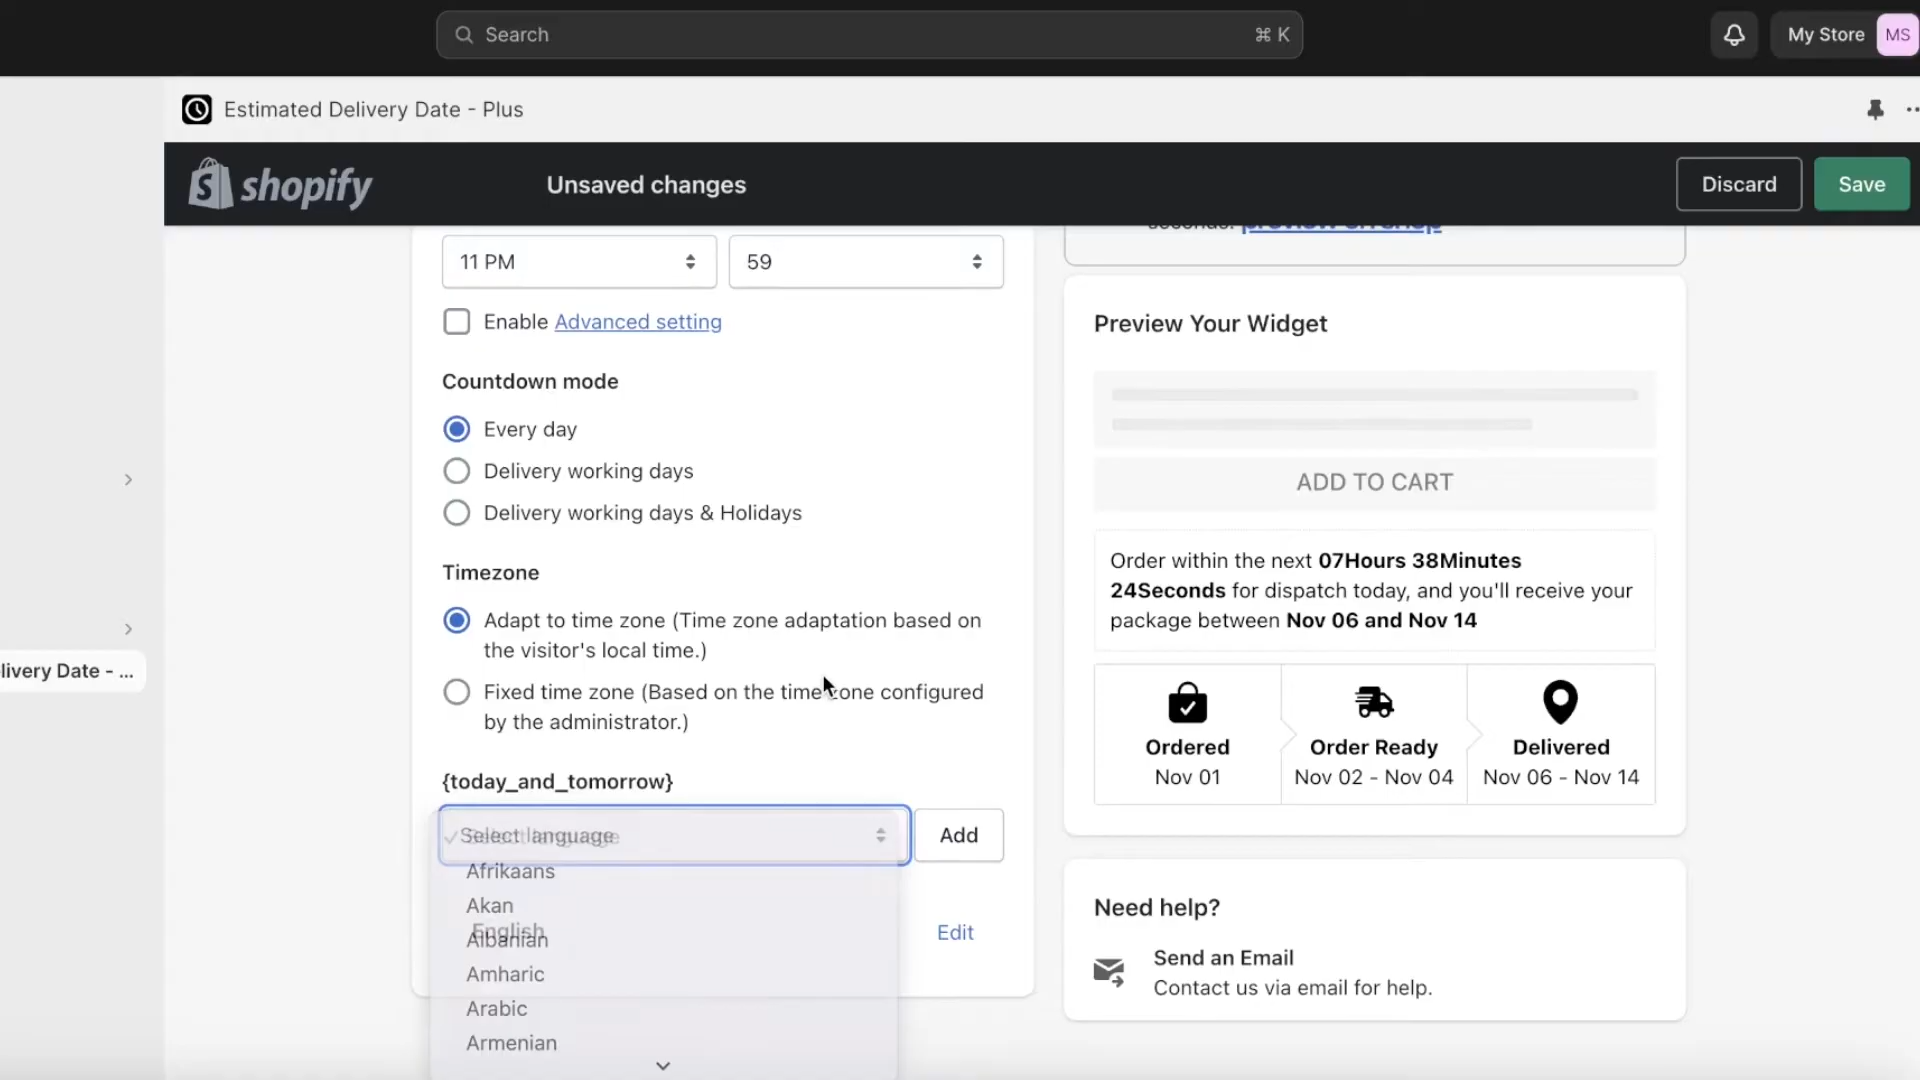 Search
⌘ K
My Store
MS
Estimated Delivery Date - Plus
shopify
Unsaved changes
Discard
Save
11 PM
59
Enable Advanced setting
Countdown mode
Every day
Delivery working days
Delivery working days & Holidays
Timezone
Adapt to time zone (Time zone adaptation based on
the visitor's local time.)
Fixed time zone (Based on the time zone configured
by the administrator.)
{today_and_tomorrow}
Select language
Add
Afrikaans
Akan
English
Albanian
Edit
Amharic
Arabic
Armenian
livery Date - ...
seconds. preview on shop
Preview Your Widget
ADD TO CART
Order within the next 07Hours 38Minutes
24Seconds for dispatch today, and you'll receive your
package between Nov 06 and Nov 14
Ordered
Nov 01
Order Ready
Nov 02 - Nov 04
Delivered
Nov 06 - Nov 14
Need help?
Send an Email
Contact us via email for help.